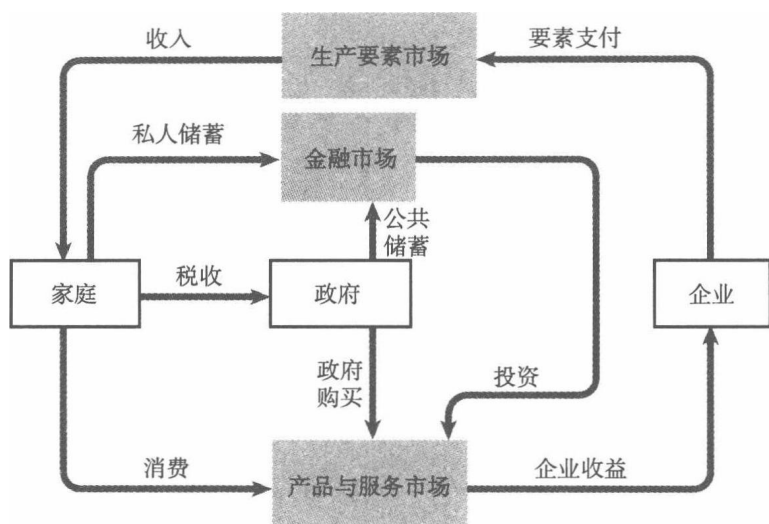 收入
生产要素市场
要素支付
私人储蓄
金融市场
公共
储蓄
家庭
税收
政府
企业
政府
购买
投资
消费
产品与服务市场
企业收益